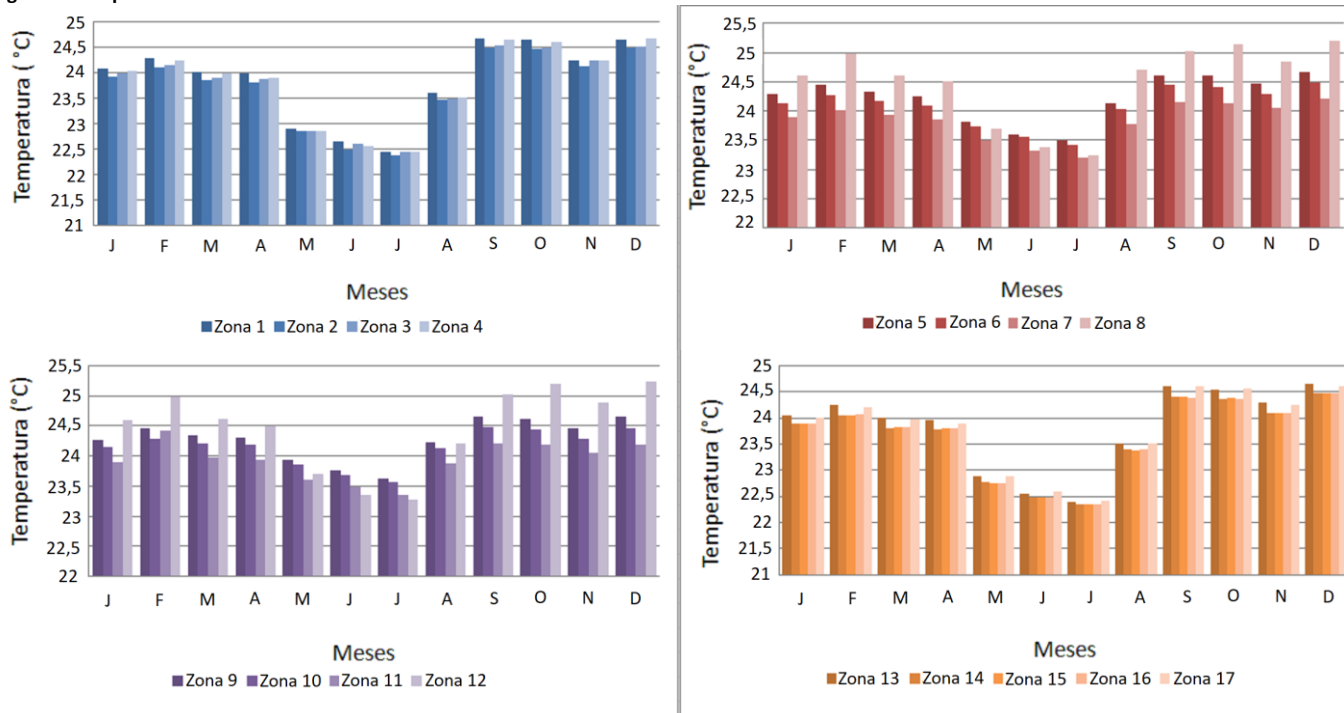 Temperatura ( °C)
25
24,5
24
23,5
23
22,5
22
21,5
21
J F M A M J J A S O N D
Meses
Zona 1 Zona 2 Zona 3 Zona 4
Temperatura (°C)
25,5
25
24,5
24
23,5
23
22,5
22
J F M A M J J A S O N D
Meses
Zona 5 Zona 6 Zona 7 Zona 8
Temperatura (°C)
25,5
25
24,5
24
23,5
23
22,5
22
J F M A M J J A S O N D
Meses
Zona 9 Zona 10 Zona 11 Zona 12
Temperatura (°C)
25
24,5
24
23,5
23
22,5
22
21,5
21
J F M A M J J A S O N D
Meses
Zona 13 Zona 14 Zona 15 Zona 16 Zona 17